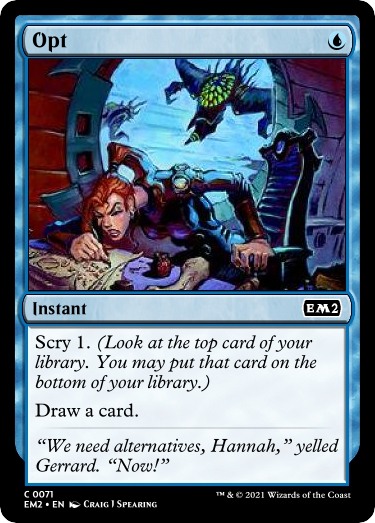 Opt
Instant
EM2
Scry 1. (Look at the top card of your
library. You may put that card on the
bottom of your library.)
Draw a card.
“We need alternatives, Hannah,” yelled
Gerrard. “Now!”
C 0071
EM2 • EN Craig J Spearing
™ & © 2021 Wizards of the Coast